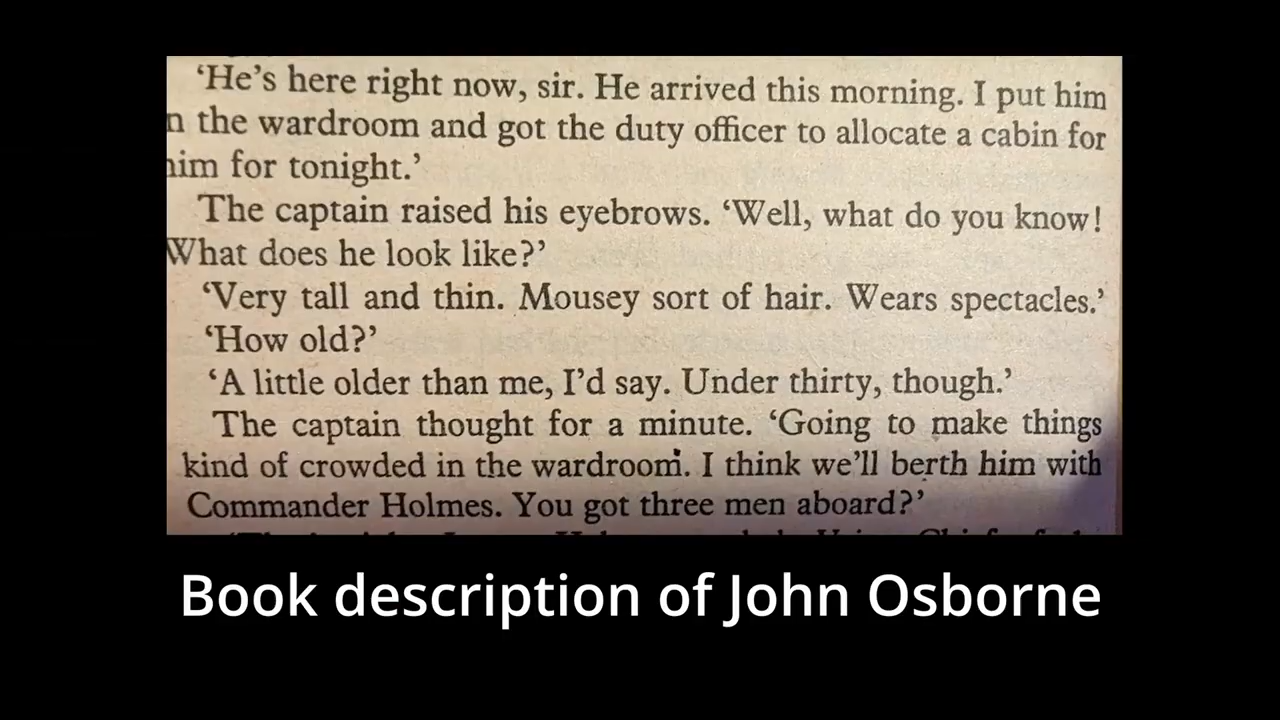 ‘He’s here right now, sir. He arrived this morning. I put him
n the wardroom and got the duty officer to allocate a cabin for
him for tonight.’
The captain raised his eyebrows. ‘Well, what do you know!
What does he look like?’
‘Very tall and thin. Mousey sort of hair. Wears spectacles.’
‘How old?’
‘A little older than me, I’d say. Under thirty, though.’
The captain thought for a minute. ‘Going to make things
kind of crowded in the wardroom. I think we’ll berth him with
Commander Holmes. You got three men aboard?’
Book description of John Osborne